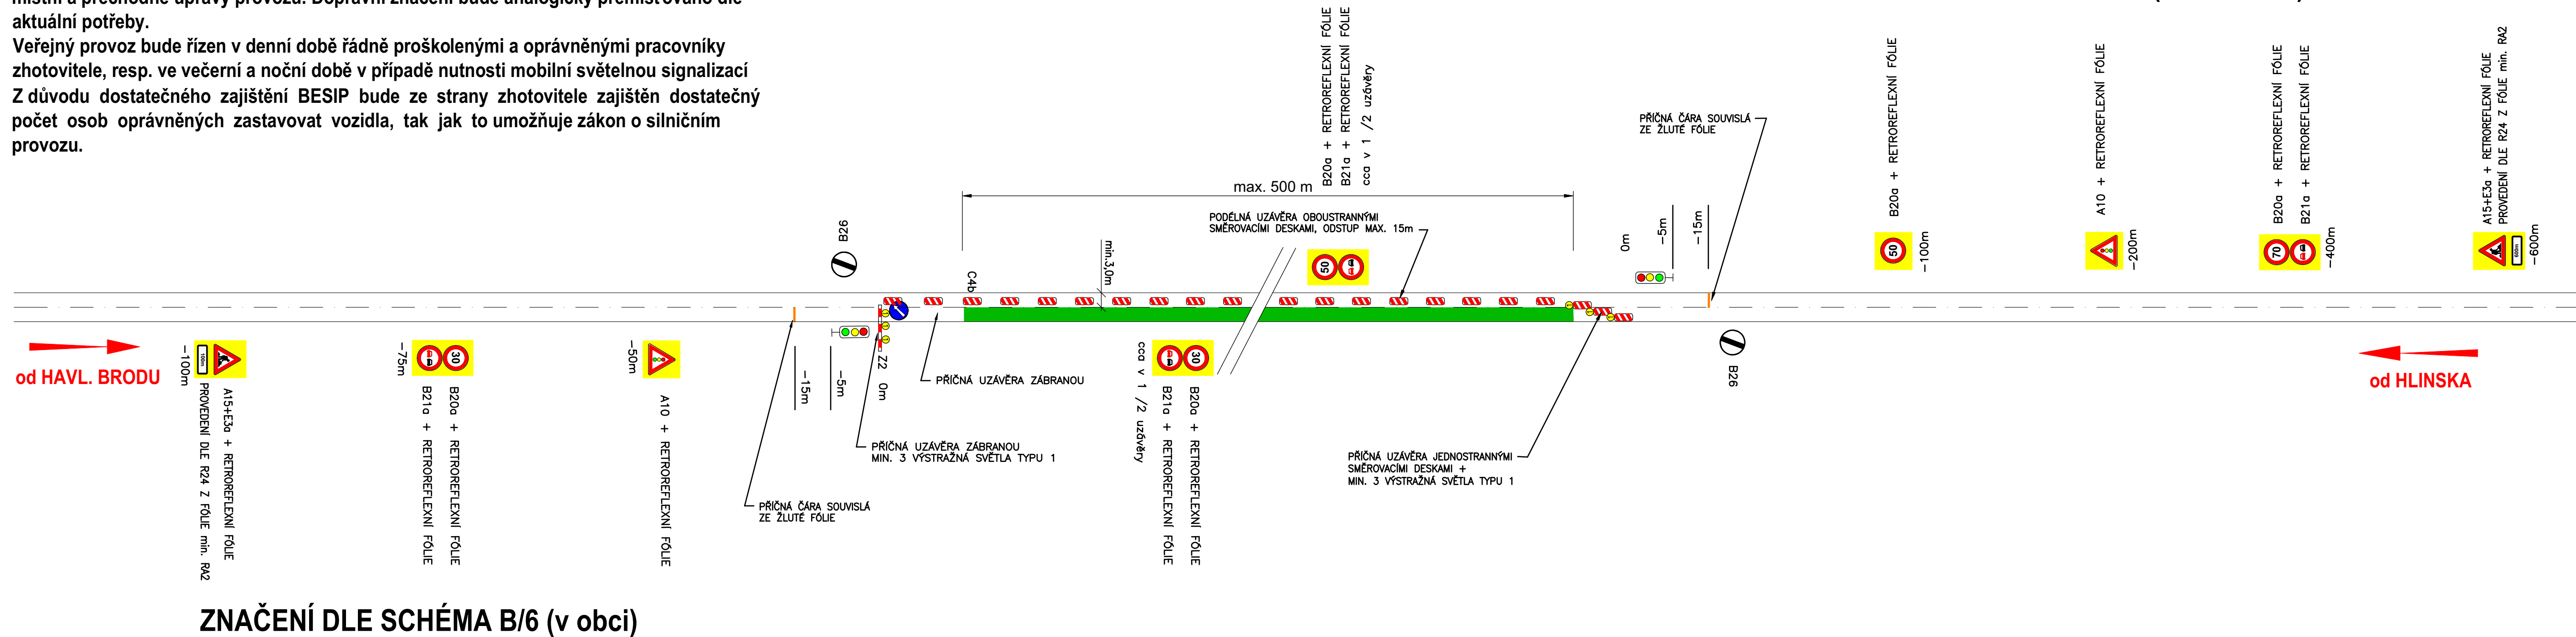 aktuální potřeby.
Veřejný provoz bude řízen v denní době řádně proškolenými a oprávněnými pracovníky
zhotovitele, resp. ve večerní a noční době v případě nutnosti mobilní světelnou signalizací
Z důvodu dostatečného zajištění BESIP bude ze strany zhotovitele zajištěn dostatečný
počet osob oprávněných zastavovat vozidla, tak jak to umožňuje zákon o silničním
provozu.
B20a + RETROREFLEXNÍ FÓLIE
B21a + RETROREFLEXNÍ FÓLIE
cca v 1 /2 uzávěry
max. 500 m
PODÉLNÁ UZÁVĚRA OBOUSTRANNÝMI
SMĚROVACÍMI DESKAMI, ODSTUP MAX. 15m
PŘÍČNÁ ČÁRA SOUVISLÁ
ZE ŽLUTÉ FÓLIE
B20a + RETROREFLEXNÍ FÓLIE
A10 + RETROREFLEXNÍ FÓLIE
B20a + RETROREFLEXNÍ FÓLIE
B21a + RETROREFLEXNÍ FÓLIE
A15+E3a + RETROREFLEXNÍ FÓLIE
PROVEDENÍ DLE R24 Z FÓLIE min. RA2
B26
C4b
min.3,0m
50
0m
-5m
-15m
50
-100m
-200m
70
-400m
600m
-600m
od HAVL. BRODU
-100m
100m
PROVEDENÍ DLE R24 Z FÓLIE min. RA2
A15+E3a + RETROREFLEXNÍ FÓLIE
-75m
30
B21a + RETROREFLEXNÍ FÓLIE
B20a + RETROREFLEXNÍ FÓLIE
-50m
A10 + RETROREFLEXNÍ FÓLIE
-15m
-5m
Z2 0m
PŘÍČNÁ UZÁVĚRA ZÁBRANOU
PŘÍČNÁ UZÁVĚRA ZÁBRANOU
MIN. 3 VÝSTRAŽNÁ SVĚTLA TYPU 1
PŘÍČNÁ ČÁRA SOUVISLÁ
ZE ŽLUTÉ FÓLIE
cca v 1 /2 uzávěry
30
B21a + RETROREFLEXNÍ FÓLIE
B20a + RETROREFLEXNÍ FÓLIE
PŘÍČNÁ UZÁVĚRA JEDNOSTRANNÝMI
SMĚROVACÍMI DESKAMI +
MIN. 3 VÝSTRAŽNÁ SVĚTLA TYPU 1
B26
od HLINSKA
ZNAČENÍ DLE SCHÉMA B/6 (v obci)